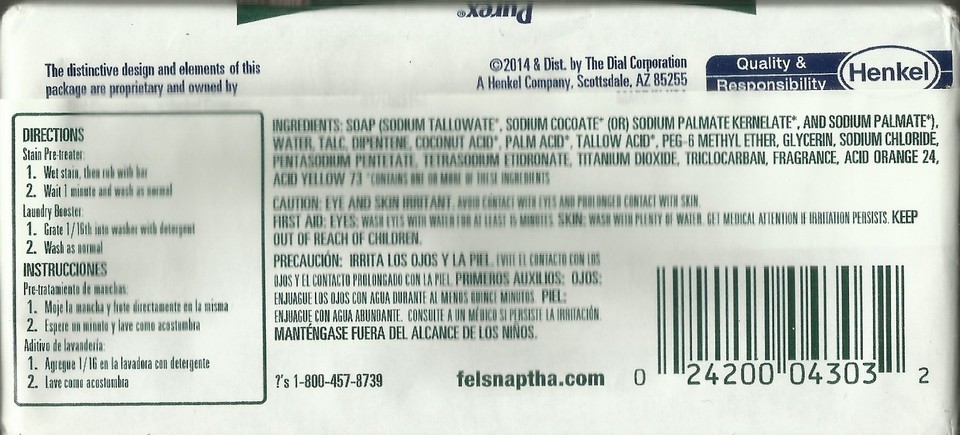 Purex®
The distinctive design and elements of this
package are proprietary and owned by
©2014 & Dist. by The Dial Corporation
A Henkel Company, Scottsdale, AZ 85255
Quality &
Responsibility
Henkel
DIRECTIONS
Stain Pre-treater:
1. Wet stain, then rub with bar
2. Wait 1 minute and wash as normal
Laundry Booster:
1. Grate 1/16th into washer with detergent
2. Wash as normal
INSTRUCCIONES
Pre-tratamiento de manchas:
1. Moje la mancha y frote directamente en la misma
2. Espere un minuto y lave como acostumbra
Aditivo de lavandería:
1. Agregue 1/16 en la lavadora con detergente
2. Lave como acostumbra
INGREDIENTS: SOAP (SODIUM TALLOWATE*, SODIUM COCOATE* (OR) SODIUM PALMATE KERNELATE*, AND SODIUM PALMATE*),
WATER, TALC, DIPENTENE, COCONUT ACID*, PALM ACID*, TALLOW ACID*, PEG-6 METHYL ETHER, GLYCERIN, SODIUM CHLORIDE,
PENTASODIUM PENTETATE, TETRASODIUM ETIDRONATE, TITANIUM DIOXIDE, TRICLOCARBAN, FRAGRANCE, ACID ORANGE 24,
ACID YELLOW 73 *CONTAINS ONE OR MORE OF THESE INGREDIENTS
CAUTION: EYE AND SKIN IRRITANT. AVOID CONTACT WITH EYES AND PROLONGED CONTACT WITH SKIN.
FIRST AID: EYES: WASH EYES WITH WATER FOR AT LEAST 15 MINUTES. SKIN: WASH WITH PLENTY OF WATER. GET MEDICAL ATTENTION IF IRRITATION PERSISTS. KEEP
OUT OF REACH OF CHILDREN.
PRECAUCIÓN: IRRITA LOS OJOS Y LA PIEL. EVITE EL CONTACTO CON LOS
OJOS Y EL CONTACTO PROLONGADO CON LA PIEL. PRIMEROS AUXILIOS: OJOS:
ENJUAGUE LOS OJOS CON AGUA DURANTE AL MENOS QUINCE MINUTOS. PIEL:
ENJUAGUE CON AGUA ABUNDANTE. CONSULTE A UN MÉDICO SI PERSISTE LA IRRITACIÓN.
MANTÉNGASE FUERA DEL ALCANCE DE LOS NIÑOS.
?'s 1-800-457-8739
felsnaptha.com
0 24200 04303 2